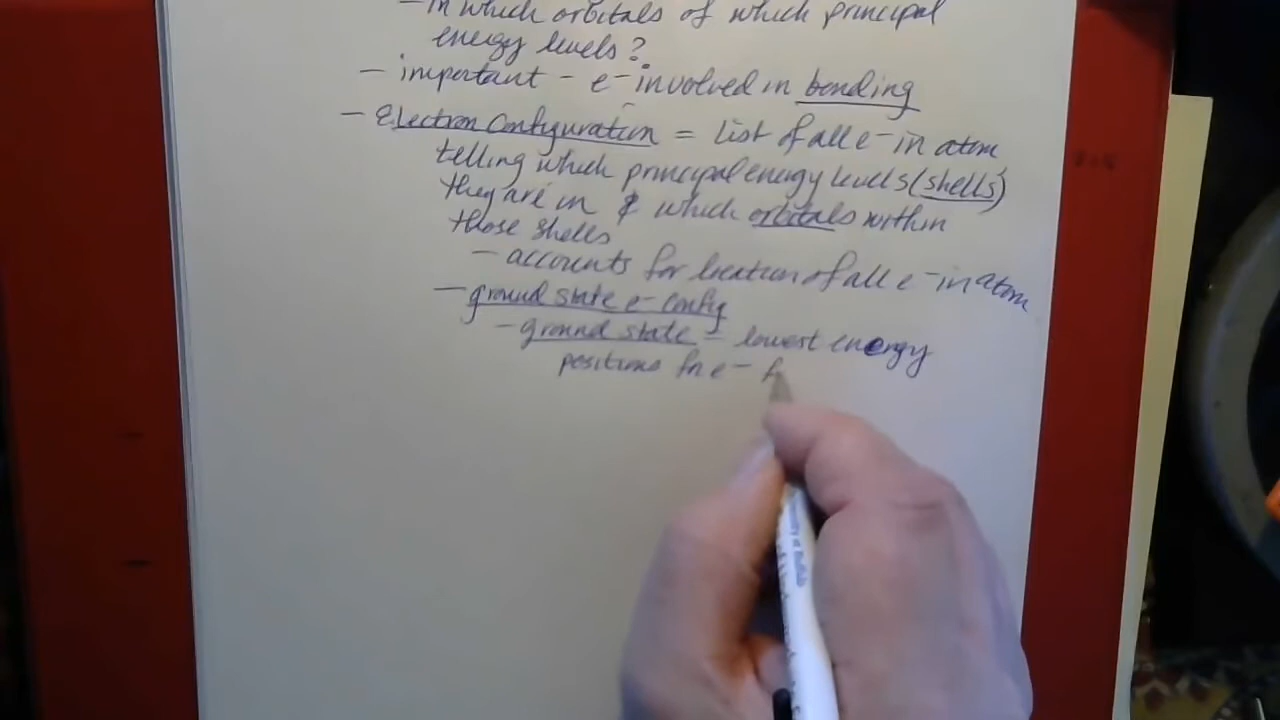 - in which orbitals of which principal
energy levels?
- important - e- involved in bonding
- Electron Configuration = list of all e- in atom
telling which principal energy levels (shells)
they are in & which orbitals within
those shells
- accounts for location of all e- in atom
- ground state e- config
- ground state = lowest energy
positions for e-